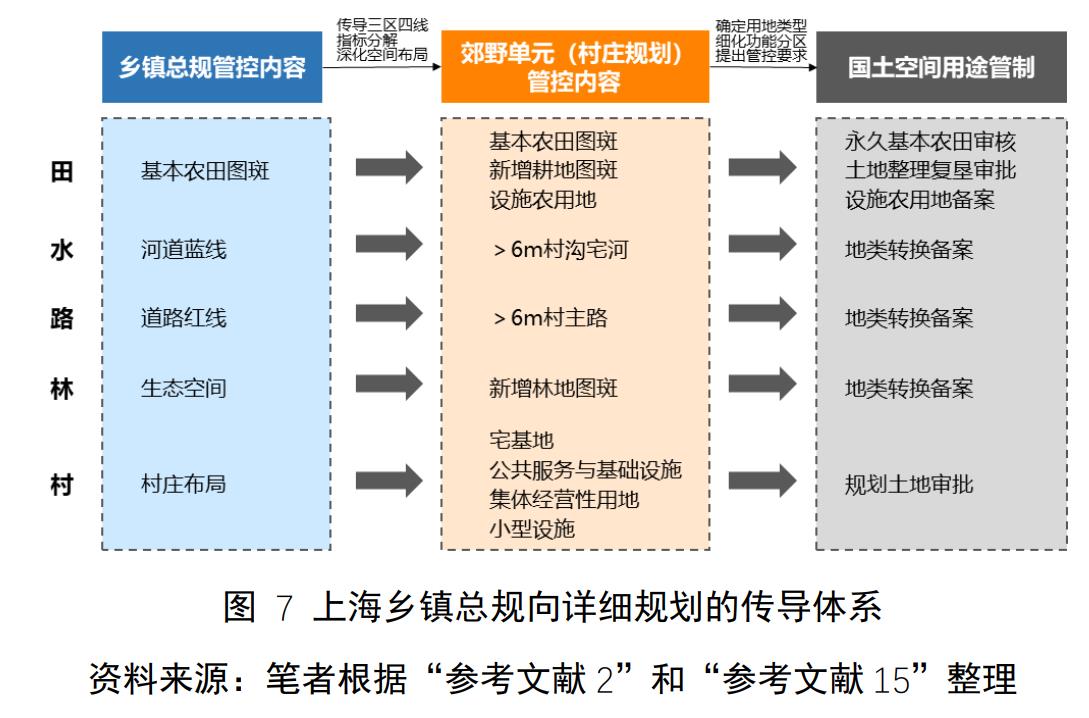 乡镇总规管控内容
传导三区四线
指标分解
深化空间布局
郊野单元（村庄规划）
管控内容
确定用地类型
细化功能分区
提出管控要求
国土空间用途管制
田
基本农田图斑
基本农田图斑
新增耕地图斑
设施农用地
永久基本农田审核
土地整理复垦审批
设施农用地备案
水
河道蓝线
＞6m村沟宅河
地类转换备案
路
道路红线
＞6m村主路
地类转换备案
林
生态空间
新增林地图斑
地类转换备案
村
村庄布局
宅基地
公共服务与基础设施
集体经营性用地
小型设施
规划土地审批
图 7 上海乡镇总规向详细规划的传导体系
资料来源：笔者根据“参考文献 2”和“参考文献 15”整理